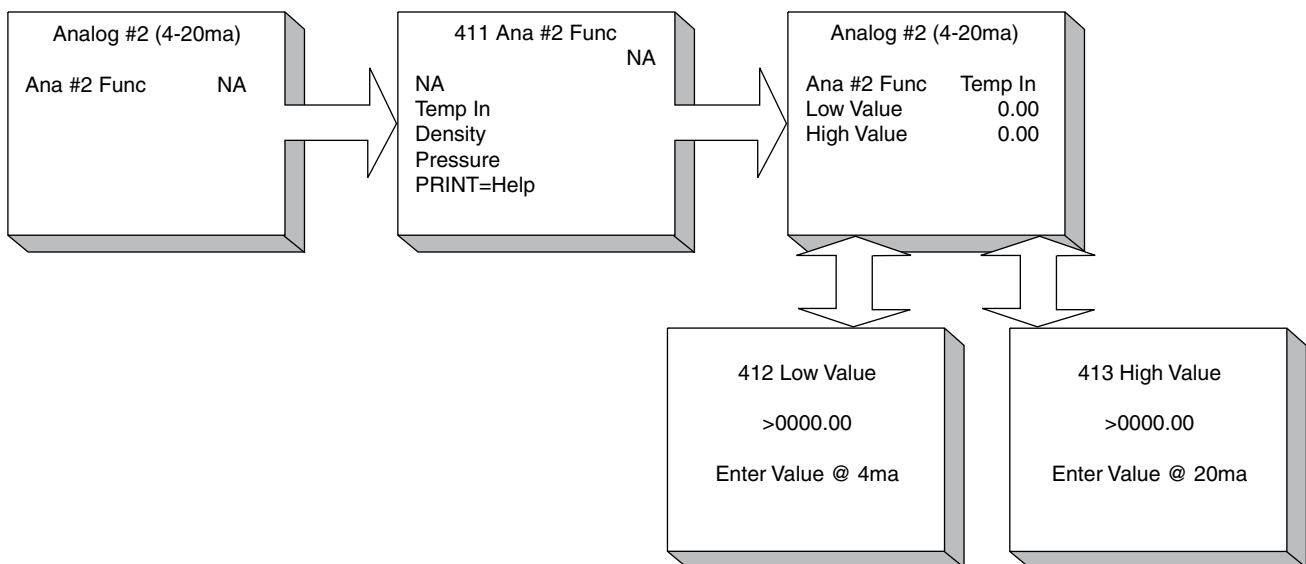 Analog #2 (4-20ma)
Ana #2 Func NA
411 Ana #2 Func
NA
NA
Temp In
Density
Pressure
PRINT=Help
Analog #2 (4-20ma)
Ana #2 Func Temp In
Low Value 0.00
High Value 0.00
412 Low Value
>0000.00
Enter Value @ 4ma
413 High Value
>0000.00
Enter Value @ 20ma